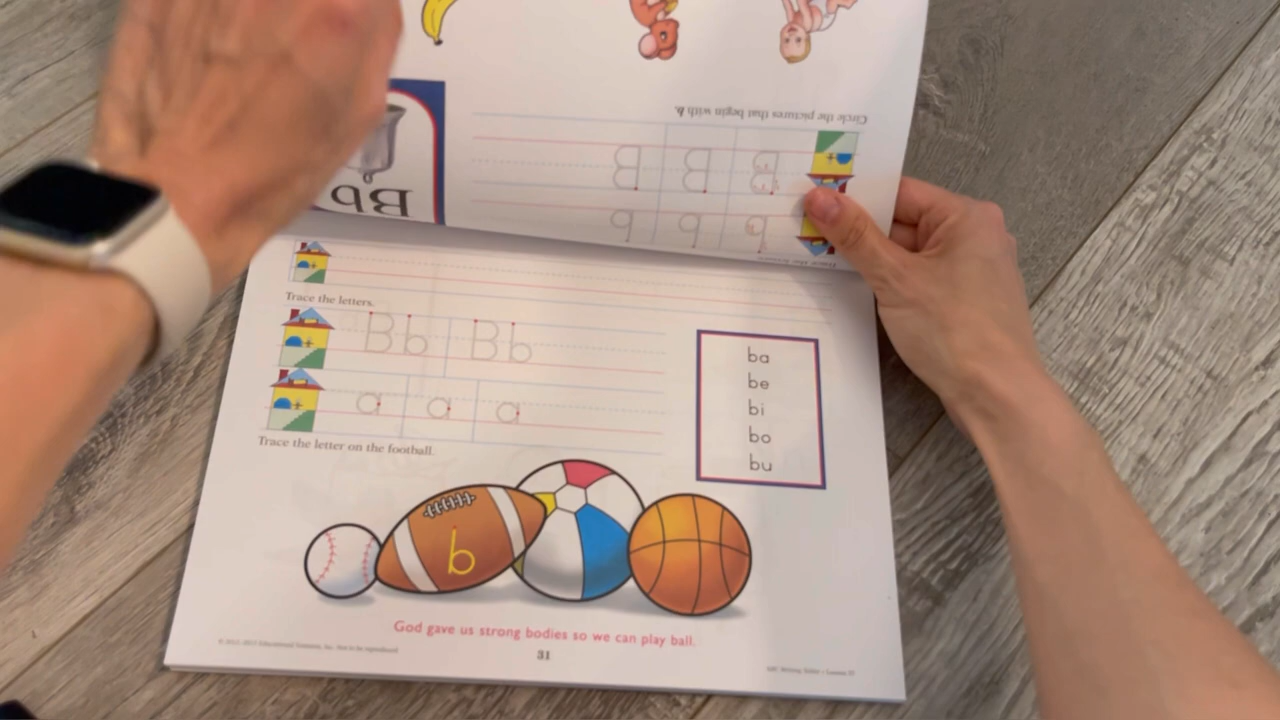 Circle the pictures that begin with b.
B B B
b b b
Bb
Trace the letters.
Bb Bb
a a a
ba
be
bi
bo
bu
Trace the letter on the football.
b
God gave us strong bodies so we can play ball.
31